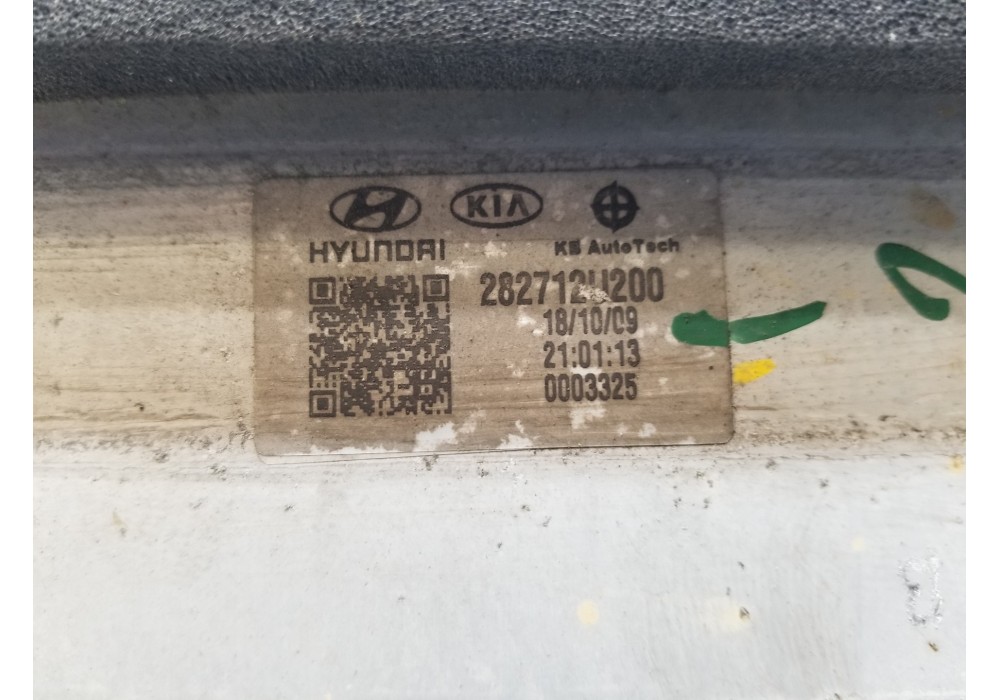 HYUNDAI
KIA
KB AutoTech
282712U200
18/10/09
21:01:13
0003325